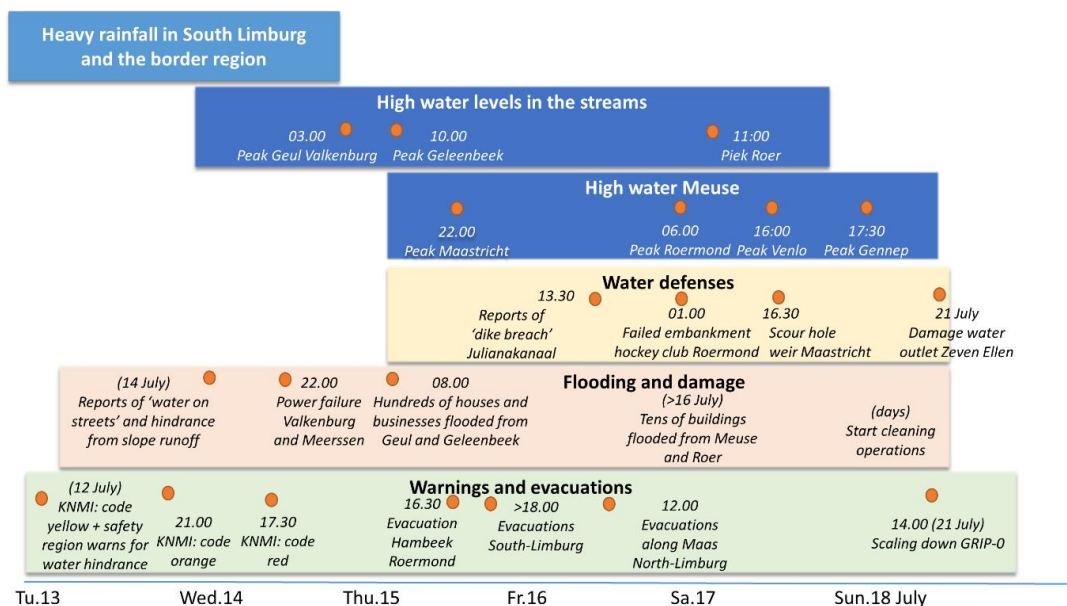 Heavy rainfall in South Limburg
and the border region
High water levels in the streams
03.00
Peak Geul Valkenburg
10.00
Peak Geleenbeek
11:00
Piek Roer
High water Meuse
22.00
Peak Maastricht
06.00
Peak Roermond
16:00
Peak Venlo
17:30
Peak Gennep
Water defenses
13.30
Reports of
‘dike breach’
Julianakanaal
01.00
Failed embankment
hockey club Roermond
16.30
Scour hole
weir Maastricht
21 July
Damage water
outlet Zeven Ellen
Flooding and damage
(14 July)
Reports of ‘water on
streets’ and hindrance
from slope runoff
22.00
Power failure
Valkenburg
and Meerssen
08.00
Hundreds of houses and
businesses flooded from
Geul and Geleenbeek
(>16 July)
Tens of buildings
flooded from Meuse
and Roer
(days)
Start cleaning
operations
Warnings and evacuations
(12 July)
KNMI: code
yellow + safety
region warns for
water hindrance
21.00
KNMI: code
orange
17.30
KNMI: code
red
16.30
Evacuation
Hambeek
Roermond
>18.00
Evacuations
South-Limburg
12.00
Evacuations
along Maas
North-Limburg
14.00 (21 July)
Scaling down GRIP-0
Tu.13
Wed.14
Thu.15
Fr.16
Sa.17
Sun.18 July